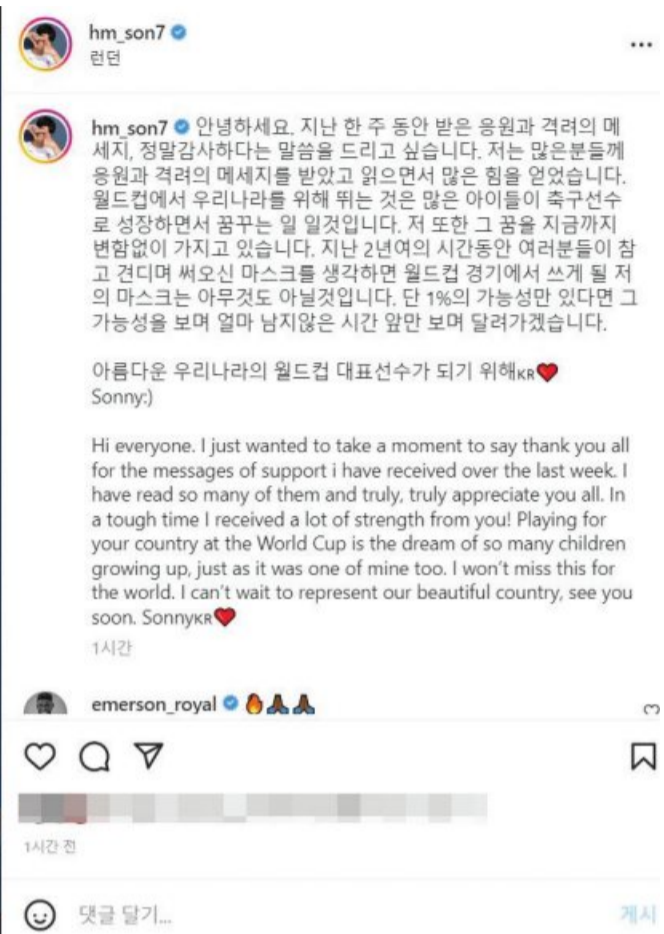 hm_son7
런던
hm_son7 안녕하세요. 지난 한 주 동안 받은 응원과 격려의 메
세지, 정말감사하다는 말씀을 드리고 싶습니다. 저는 많은분들께
응원과 격려의 메세지를 받았고 읽으면서 많은 힘을 얻었습니다.
월드컵에서 우리나라를 위해 뛰는 것은 많은 아이들이 축구선수
로 성장하면서 꿈꾸는 일 일것입니다. 저 또한 그 꿈을 지금까지
변함없이 가지고 있습니다. 지난 2년여의 시간동안 여러분들이 참
고 견디며 써오신 마스크를 생각하면 월드컵 경기에서 쓰게 될 저
의 마스크는 아무것도 아닐것입니다. 단 1%의 가능성만 있다면 그
가능성을 보며 얼마 남지않은 시간 앞만 보며 달려가겠습니다.
아름다운 우리나라의 월드컵 대표선수가 되기 위해KR❤️
Sonny:)
Hi everyone. I just wanted to take a moment to say thank you all
for the messages of support i have received over the last week. I
have read so many of them and truly, truly appreciate you all. In
a tough time I received a lot of strength from you! Playing for
your country at the World Cup is the dream of so many children
growing up, just as it was one of mine too. I won't miss this for
the world. I can't wait to represent our beautiful country, see you
soon. SonnyKR❤️
1시간
emerson_royal 🔥🙏🏾🙏🏾
1시간 전
댓글 달기...
게시